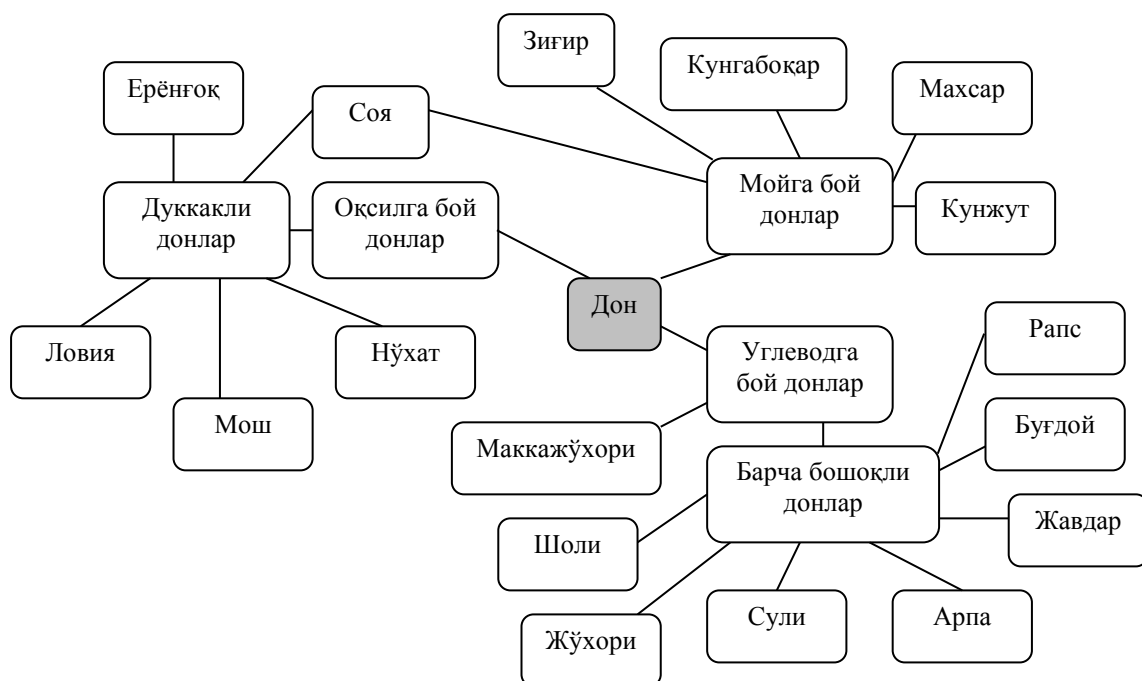 Зиғир
Кунгабоқар
Ерёнғоқ
Соя
Махсар
Дуккакли
донлар
Оқсилга бой
донлар
Мойга бой
донлар
Кунжут
Дон
Ловия
Нўхат
Мош
Углеводга
бой донлар
Рапс
Маккажўхори
Буғдой
Барча бошоқли
донлар
Шоли
Жавдар
Жўхори
Сули
Арпа